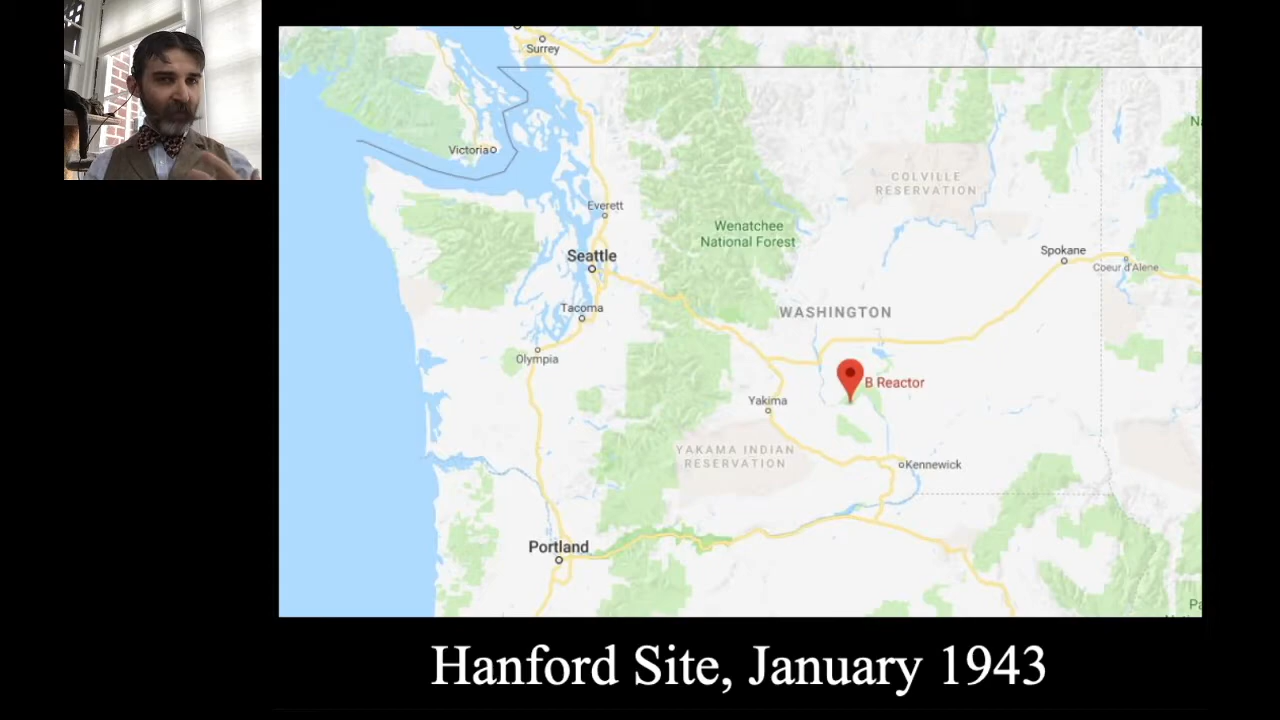 Surrey
Victoria
Everett
Seattle
Tacoma
Olympia
Wenatchee
National Forest
COLVILLE
RESERVATION
Spokane
Coeur d'Alene
WASHINGTON
B Reactor
Yakima
YAKAMA INDIAN
RESERVATION
Kennewick
Portland
Hanford Site, January 1943